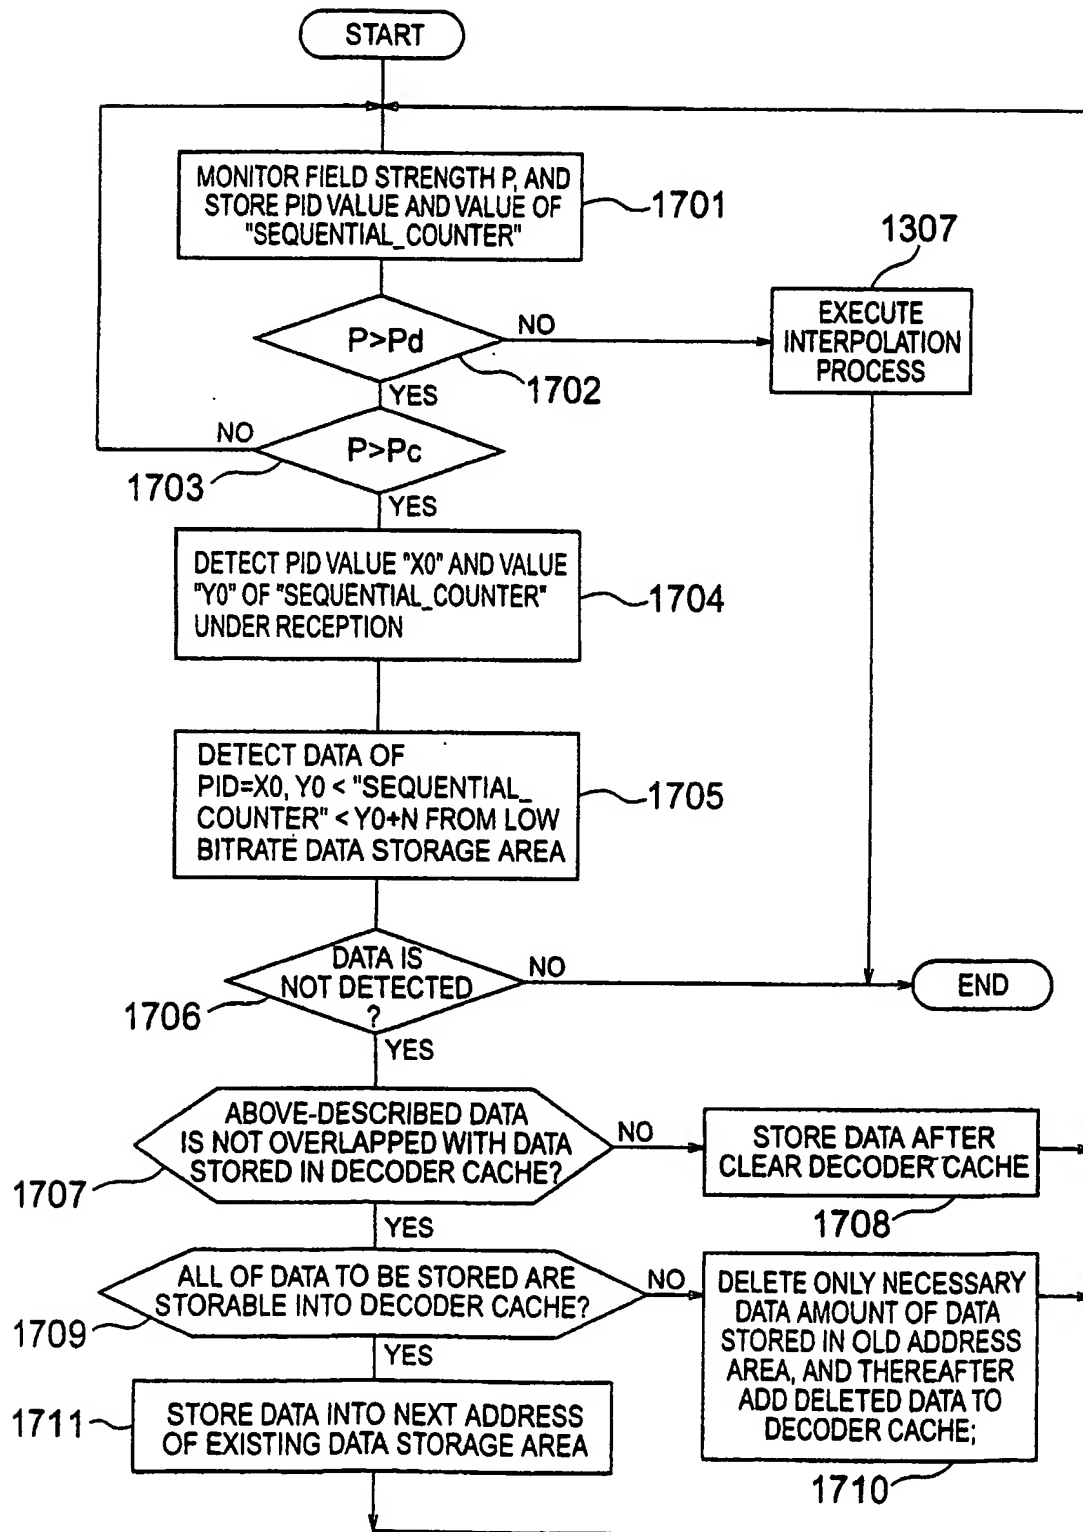 START
MONITOR FIELD STRENGTH P, AND
STORE PID VALUE AND VALUE OF
"SEQUENTIAL_COUNTER"
1701
P>Pd
NO
1702
YES
1307
EXECUTE
INTERPOLATION
PROCESS
NO
P>Pc
1703
YES
DETECT PID VALUE "X0" AND VALUE
"Y0" OF "SEQUENTIAL_COUNTER"
UNDER RECEPTION
1704
DETECT DATA OF
PID=X0, Y0 < "SEQUENTIAL_
COUNTER" < Y0+N FROM LOW
BITRATE DATA STORAGE AREA
1705
DATA IS
NOT DETECTED
?
NO
1706
YES
END
ABOVE-DESCRIBED DATA
IS NOT OVERLAPPED WITH DATA
STORED IN DECODER CACHE?
NO
1707
YES
STORE DATA AFTER
CLEAR DECODER CACHE
1708
ALL OF DATA TO BE STORED ARE
STORABLE INTO DECODER CACHE?
NO
1709
YES
DELETE ONLY NECESSARY
DATA AMOUNT OF DATA
STORED IN OLD ADDRESS
AREA, AND THEREAFTER
ADD DELETED DATA TO
DECODER CACHE;
1710
1711
STORE DATA INTO NEXT ADDRESS
OF EXISTING DATA STORAGE AREA